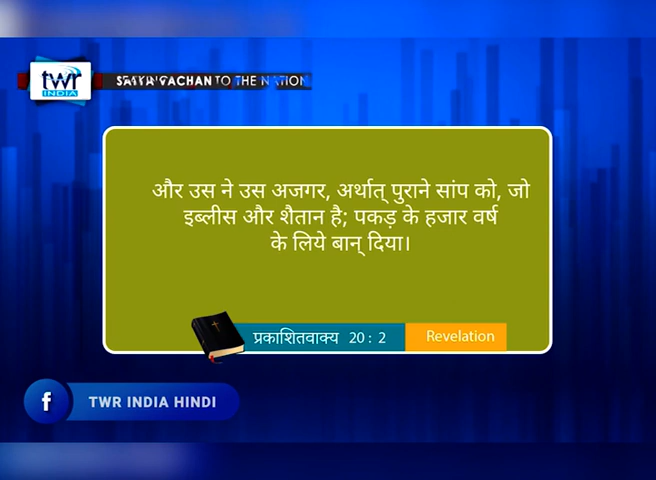 twr
INDIA
TO THE NATION
और उस ने उस अजगर, अर्थात् पुराने सांप को, जो
इब्लीस और शैतान है; पकड़ के हजार वर्ष
के लिये बान् दिया।
प्रकाशितवाक्य 20 : 2
Revelation
f
TWR INDIA HINDI